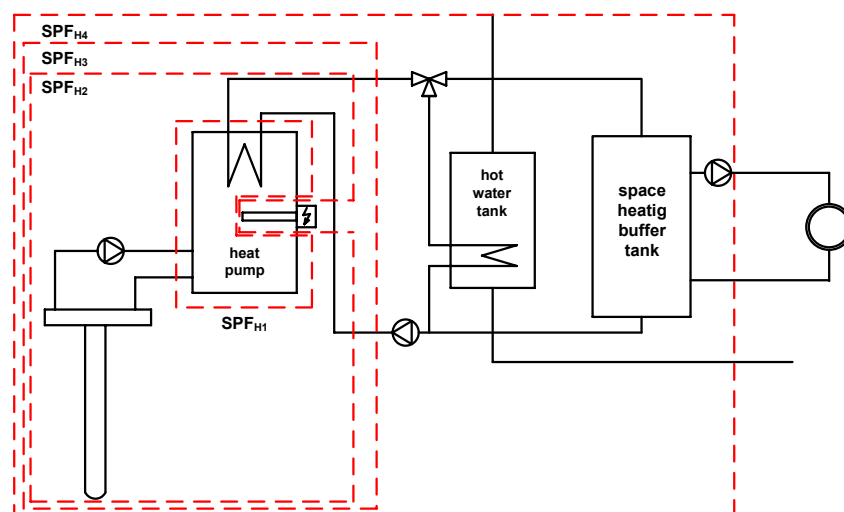 SPFH4
SPFH3
SPFH2
hot
water
tank
space
heatig
buffer
tank
heat
pump
SPFH1